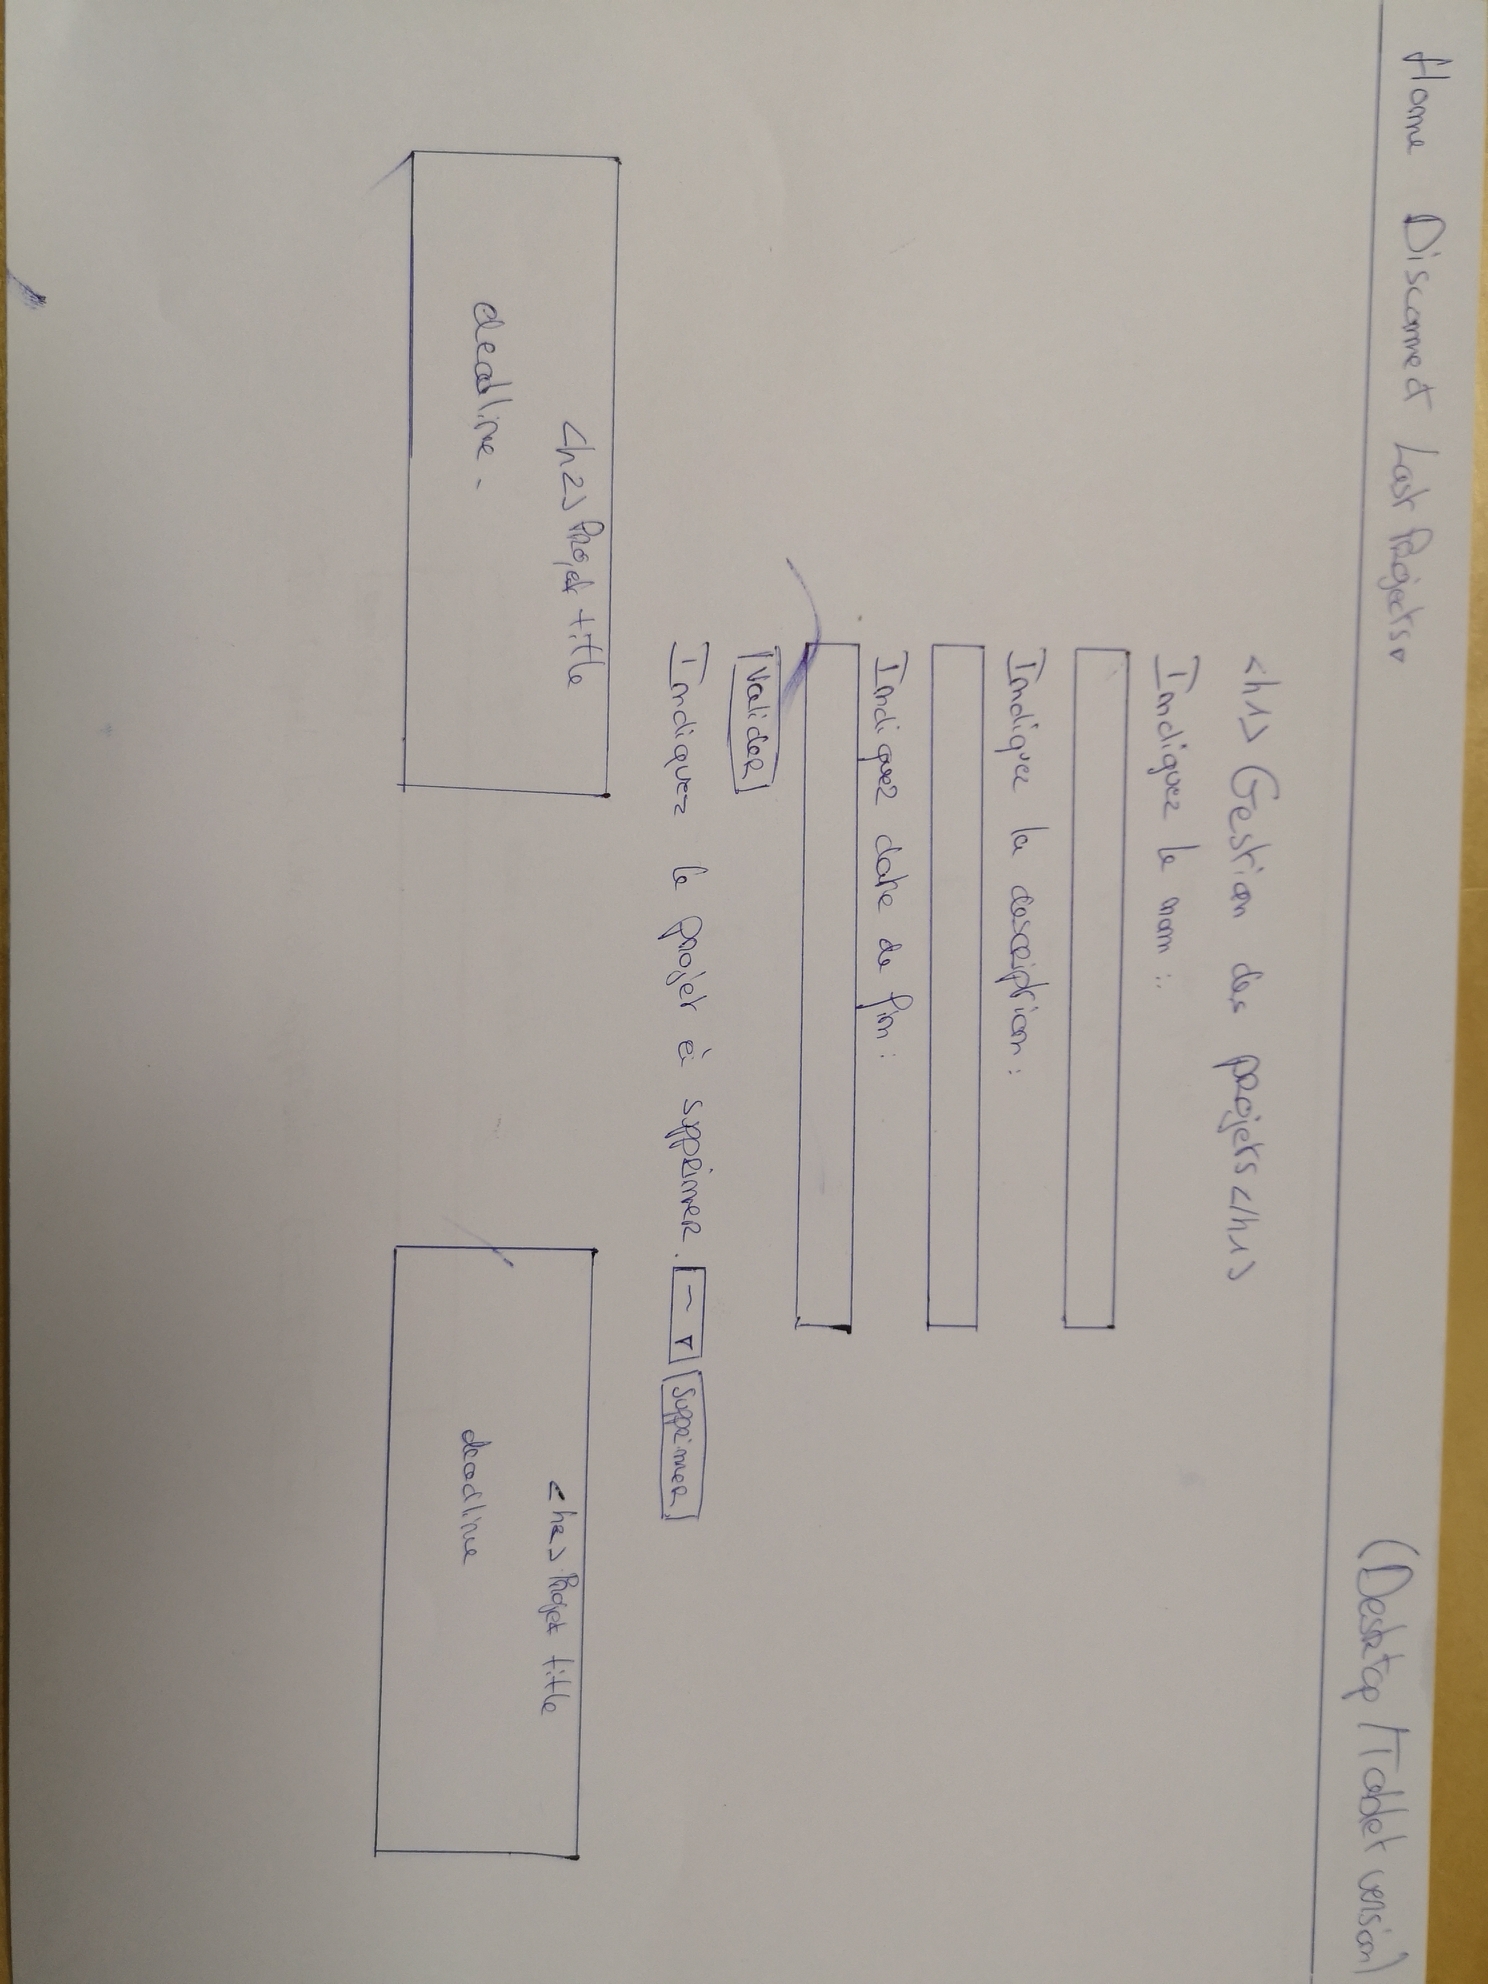 Home Disconnect Last Projects▾ (Desktop/Tablet version)
<h1> Gestion des projets</h1>
Indiquez le nom :
Indiquez la description :
Indiquez date de fin :
Valider
Indiquez le projet à supprimer. ▾ Supprimer
<h2> Projet title
deadline
<h2> Projet title
deadline